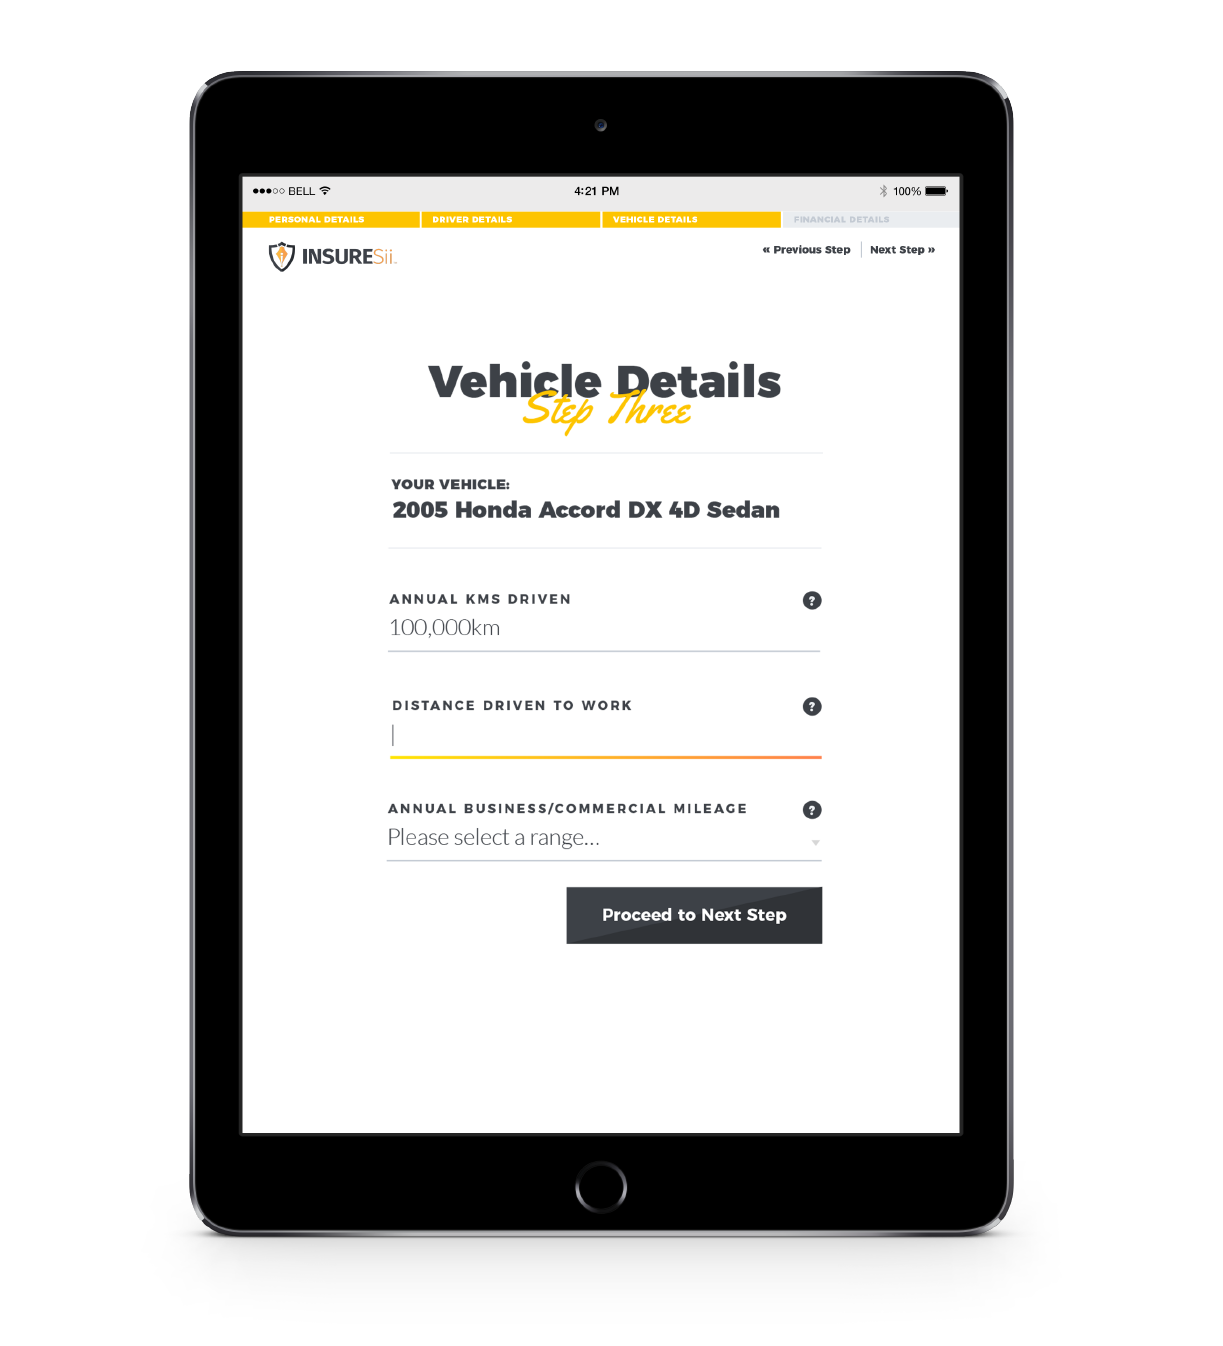 BELL 4:21 PM 100%
PERSONAL DETAILS DRIVER DETAILS VEHICLE DETAILS FINANCIAL DETAILS
INSURESii « Previous Step Next Step »
Vehicle Details
Step Three
YOUR VEHICLE:
2005 Honda Accord DX 4D Sedan
ANNUAL KMS DRIVEN ?
100,000km
DISTANCE DRIVEN TO WORK ?
ANNUAL BUSINESS/COMMERCIAL MILEAGE ?
Please select a range...
Proceed to Next Step